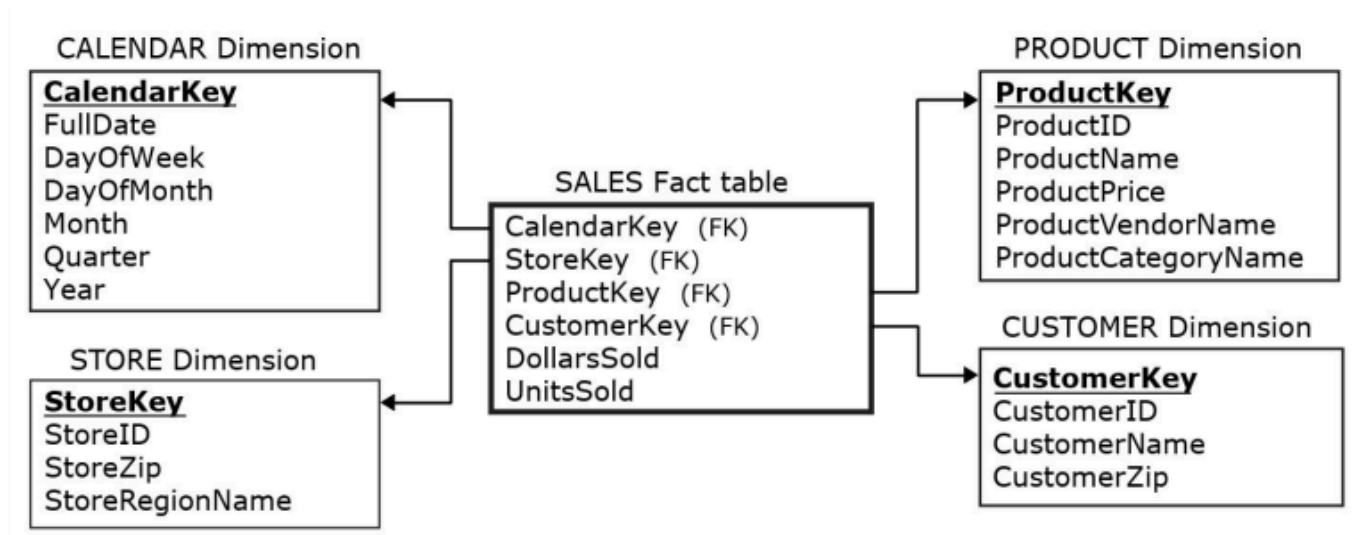 CALENDAR Dimension
CalendarKey
FullDate
DayOfWeek
DayOfMonth
Month
Quarter
Year
STORE Dimension
StoreKey
StoreID
StoreZip
StoreRegionName
SALES Fact table
CalendarKey (FK)
StoreKey (FK)
ProductKey (FK)
CustomerKey (FK)
DollarsSold
UnitsSold
PRODUCT Dimension
ProductKey
ProductID
ProductName
ProductPrice
ProductVendorName
ProductCategoryName
CUSTOMER Dimension
CustomerKey
CustomerID
CustomerName
CustomerZip